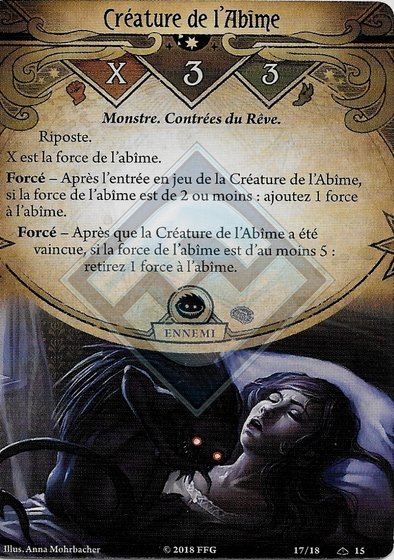 Créature de l'Abîme
X 3 3
Monstre. Contrées du Rêve.
Riposte.
X est la force de l'abîme.
Forcé – Après l'entrée en jeu de la Créature de l'Abîme,
si la force de l'abîme est de 2 ou moins : ajoutez 1 force
à l'abîme.
Forcé – Après que la Créature de l'Abîme a été
vaincue, si la force de l'abîme est d'au moins 5 :
retirez 1 force à l'abîme.
ENNEMI
Illus. Anna Mohrbacher © 2018 FFG 17/18 15